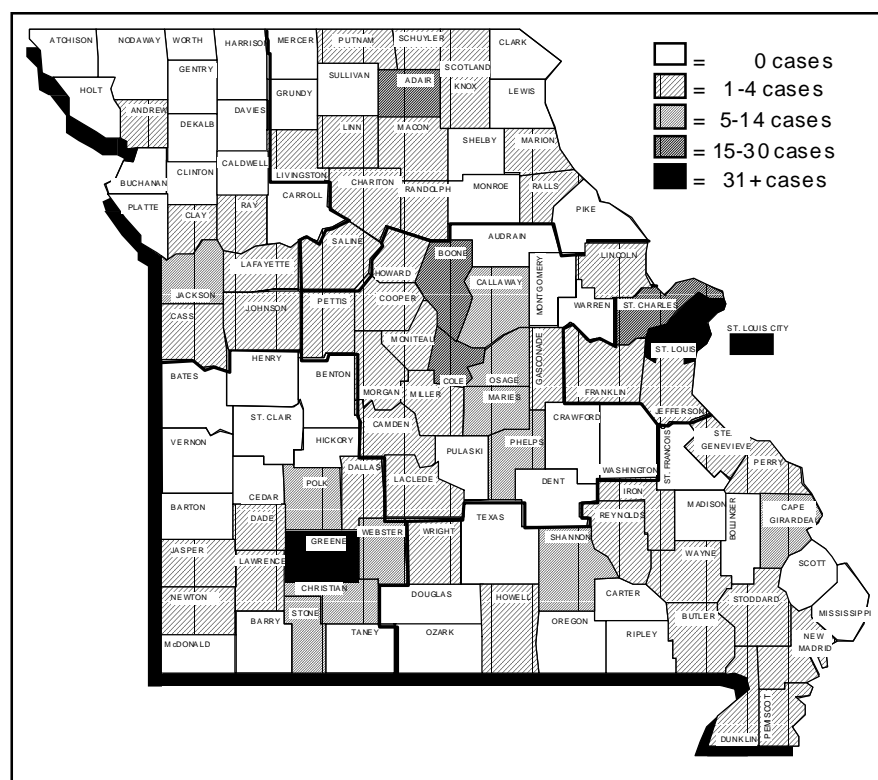 ATCHISON NODAWAY WORTH HARRISON MERCER PUTNAM SCHUYLER CLARK
GENTRY SULLIVAN ADAIR SCOTLAND
HOLT GRUNDY KNOX LEWIS
ANDREW DAVIES
DEKALB LINN MACON SHELBY MARION
BUCHANAN CLINTON CALDWELL LIVINGSTON CHARITON RANDOLPH MONROE RALLS
PLATTE CARROLL PIKE
CLAY RAY
AUDRAIN
LAFAYETTE SALINE HOWARD BOONE CALLAWAY MONTGOMERY LINCOLN
JACKSON JOHNSON PETTIS COOPER WARREN ST. CHARLES
CASS MONITEAU GASCONADE ST. LOUIS
ST. LOUIS CITY
HENRY COLE OSAGE
BATES BENTON MORGAN MILLER MARIES FRANKLIN JEFFERSON
ST. CLAIR CAMDEN CRAWFORD
VERNON HICKORY PULASKI PHELPS WASHINGTON ST. FRANCOIS STE.
GENEVIEVE
PERRY
CEDAR POLK DALLAS LACLEDE DENT IRON
BARTON DADE TEXAS REYNOLDS MADISON BOLLINGER CAPE
GIRARDEAU
GREENE WEBSTER WRIGHT SHANNON
JASPER LAWRENCE WAYNE SCOTT
NEWTON CHRISTIAN DOUGLAS HOWELL CARTER STODDARD
STONE OREGON BUTLER MISSISSIPPI
McDONALD BARRY TANEY OZARK RIPLEY NEW
MADRID
DUNKLIN PEMISCOT
= 0 cases
= 1-4 cases
= 5-14 cases
= 15-30 cases
= 31+ cases